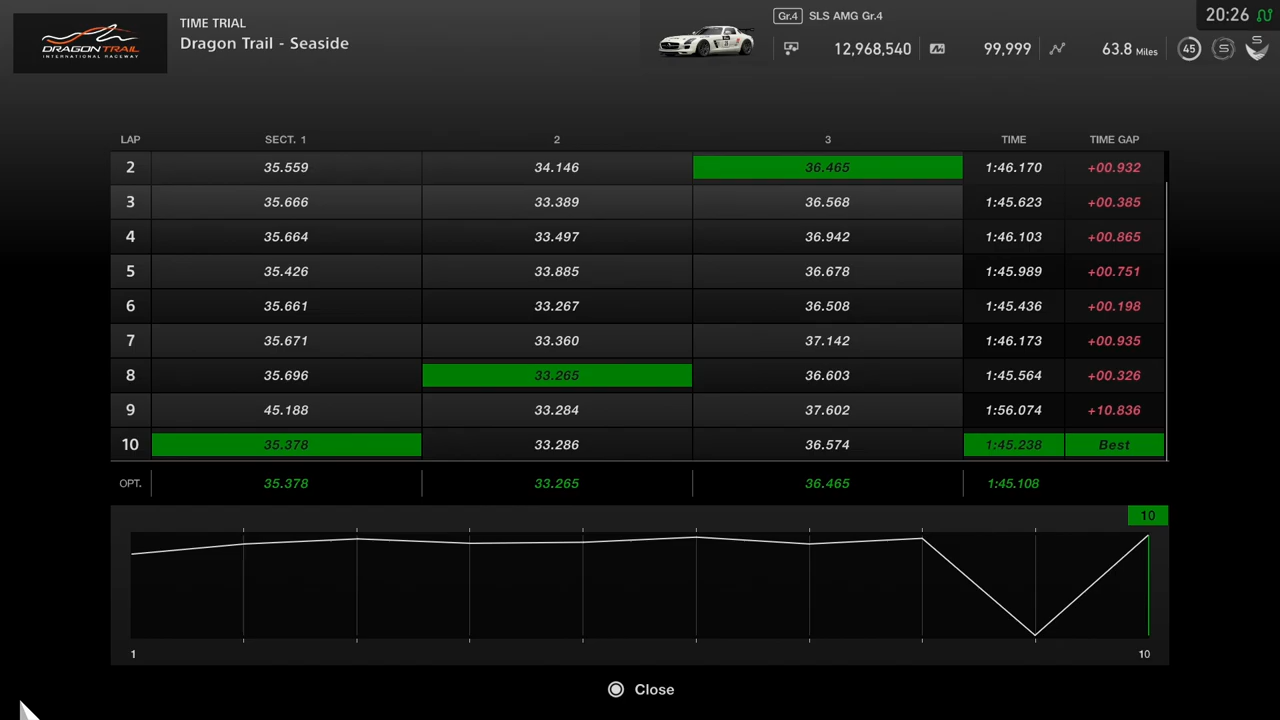 DRAGON TRAIL
INTERNATIONAL RACEWAY
TIME TRIAL
Dragon Trail - Seaside
Gr.4 SLS AMG Gr.4
12,968,540 99,999 63.8 Miles 45 S S
20:26
LAP SECT. 1 2 3 TIME TIME GAP
2 35.559 34.146 36.465 1:46.170 +00.932
3 35.666 33.389 36.568 1:45.623 +00.385
4 35.664 33.497 36.942 1:46.103 +00.865
5 35.426 33.885 36.678 1:45.989 +00.751
6 35.661 33.267 36.508 1:45.436 +00.198
7 35.671 33.360 37.142 1:46.173 +00.935
8 35.696 33.265 36.603 1:45.564 +00.326
9 45.188 33.284 37.602 1:56.074 +10.836
10 35.378 33.286 36.574 1:45.238 Best
OPT. 35.378 33.265 36.465 1:45.108
10
1 10
Close